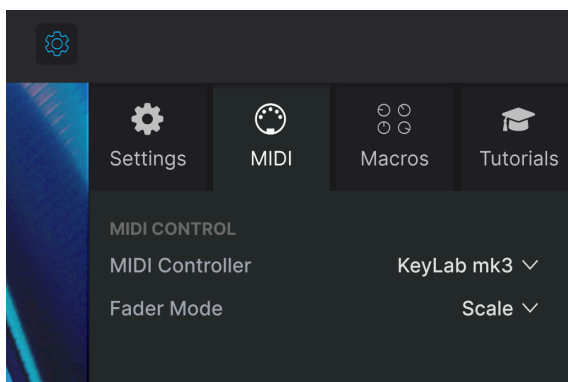 Settings MIDI Macros Tutorials
MIDI CONTROL
MIDI Controller KeyLab mk3
Fader Mode Scale